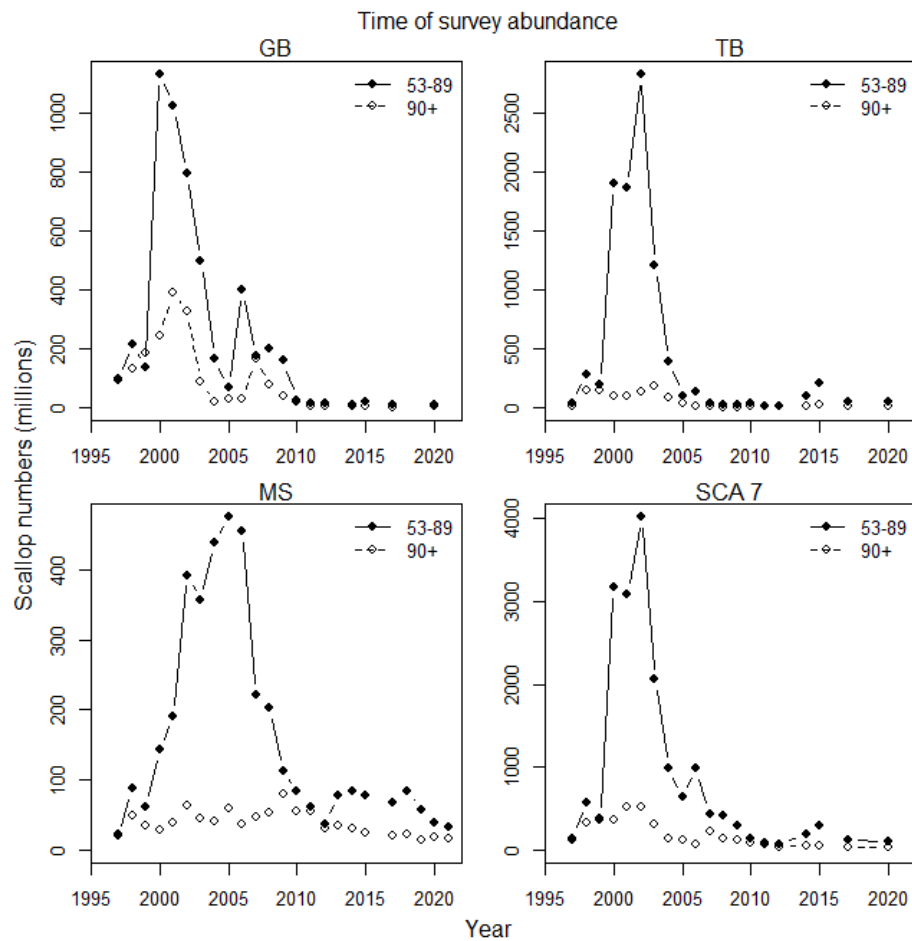 Time of survey abundance
GB
TB
53-89
90+
53-89
90+
0 200 400 600 800 1000
0 500 1000 1500 2000 2500
1995 2000 2005 2010 2015 2020
1995 2000 2005 2010 2015 2020
Scallop numbers (millions)
MS
SCA 7
53-89
90+
53-89
90+
0 100 200 300 400
0 1000 2000 3000 4000
1995 2000 2005 2010 2015 2020
1995 2000 2005 2010 2015 2020
Year